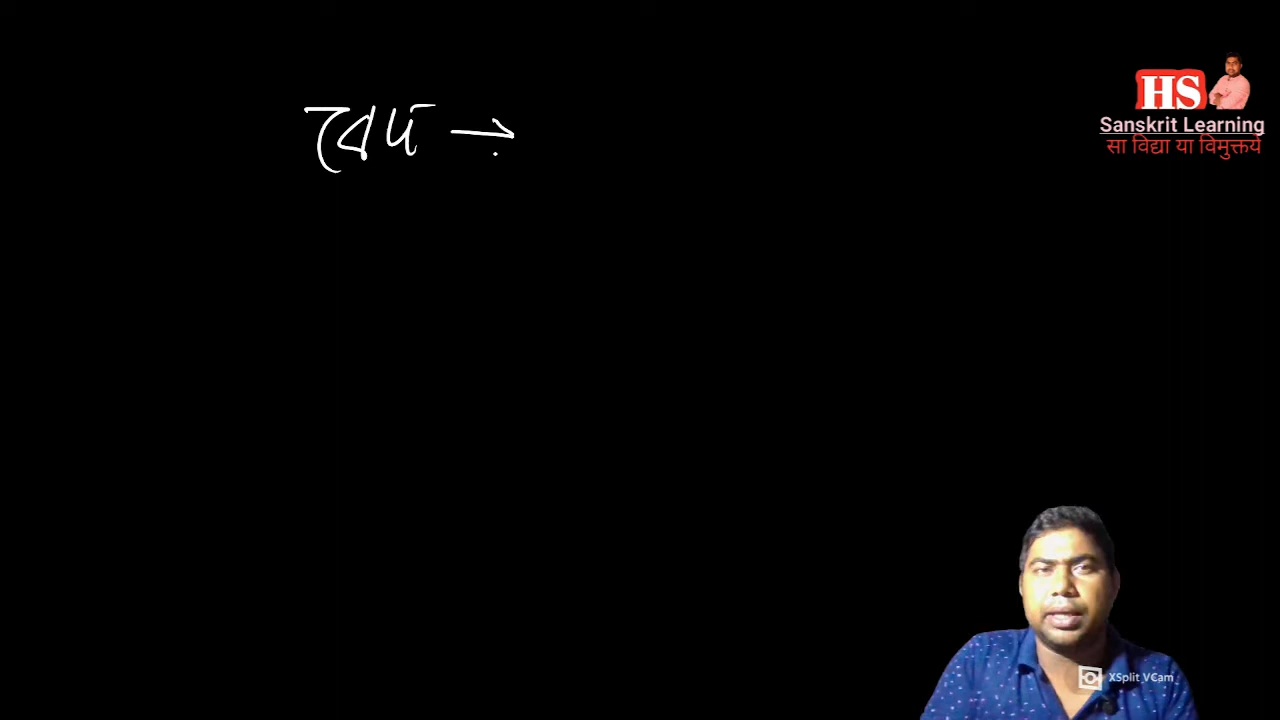 বেদ →
HS
Sanskrit Learning
सा विद्या या विमुक्तये
XSplit VCam